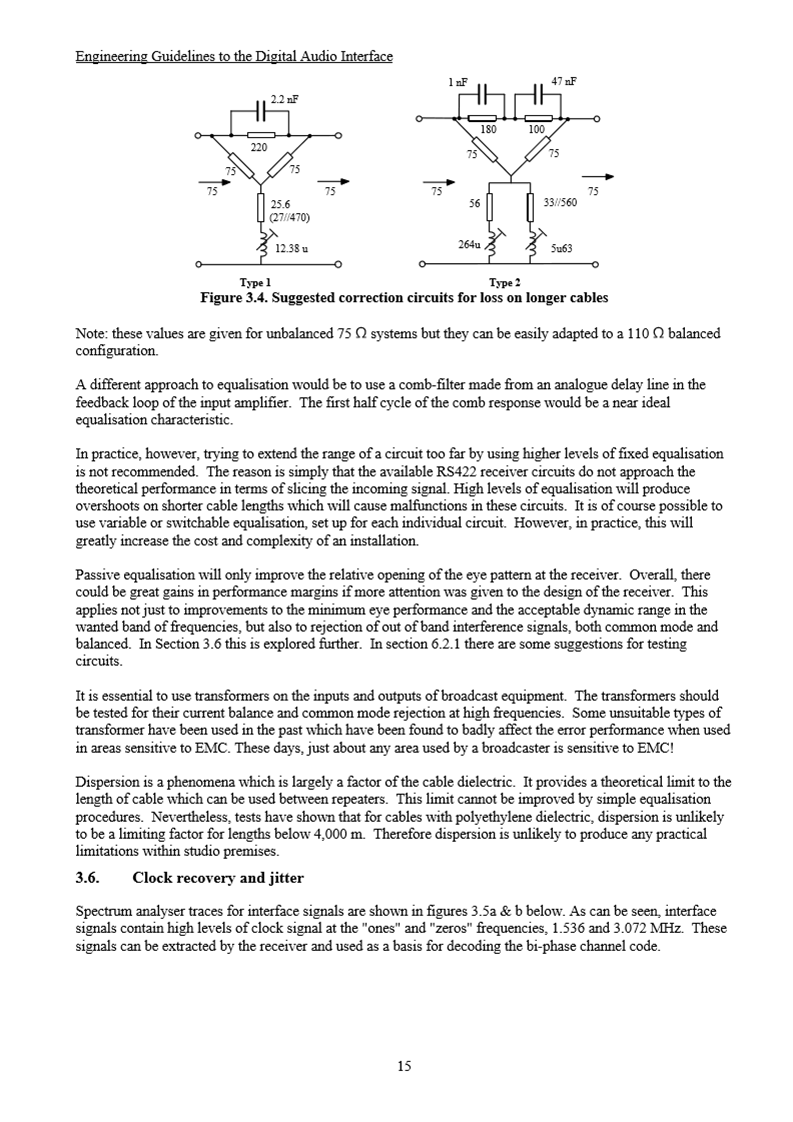 Engineering Guidelines to the Digital Audio Interface
2.2 nF
220
75
75
75
75
25.6
(27//470)
12.38 u
1 nF
47 nF
180
100
75
75
75
75
56
33//560
264u
5u63
Type 1
Type 2
Figure 3.4. Suggested correction circuits for loss on longer cables
Note: these values are given for unbalanced 75 Ω systems but they can be easily adapted to a 110 Ω balanced
configuration.
A different approach to equalisation would be to use a comb-filter made from an analogue delay line in the
feedback loop of the input amplifier. The first half cycle of the comb response would be a near ideal
equalisation characteristic.
In practice, however, trying to extend the range of a circuit too far by using higher levels of fixed equalisation
is not recommended. The reason is simply that the available RS422 receiver circuits do not approach the
theoretical performance in terms of slicing the incoming signal. High levels of equalisation will produce
overshoots on shorter cable lengths which will cause malfunctions in these circuits. It is of course possible to
use variable or switchable equalisation, set up for each individual circuit. However, in practice, this will
greatly increase the cost and complexity of an installation.
Passive equalisation will only improve the relative opening of the eye pattern at the receiver. Overall, there
could be great gains in performance margins if more attention was given to the design of the receiver. This
applies not just to improvements to the minimum eye performance and the acceptable dynamic range in the
wanted band of frequencies, but also to rejection of out of band interference signals, both common mode and
balanced. In Section 3.6 this is explored further. In section 6.2.1 there are some suggestions for testing
circuits.
It is essential to use transformers on the inputs and outputs of broadcast equipment. The transformers should
be tested for their current balance and common mode rejection at high frequencies. Some unsuitable types of
transformer have been used in the past which have been found to badly affect the error performance when used
in areas sensitive to EMC. These days, just about any area used by a broadcaster is sensitive to EMC!
Dispersion is a phenomena which is largely a factor of the cable dielectric. It provides a theoretical limit to the
length of cable which can be used between repeaters. This limit cannot be improved by simple equalisation
procedures. Nevertheless, tests have shown that for cables with polyethylene dielectric, dispersion is unlikely
to be a limiting factor for lengths below 4,000 m. Therefore dispersion is unlikely to produce any practical
limitations within studio premises.
3.6. Clock recovery and jitter
Spectrum analyser traces for interface signals are shown in figures 3.5a & b below. As can be seen, interface
signals contain high levels of clock signal at the "ones" and "zeros" frequencies, 1.536 and 3.072 MHz. These
signals can be extracted by the receiver and used as a basis for decoding the bi-phase channel code.
15